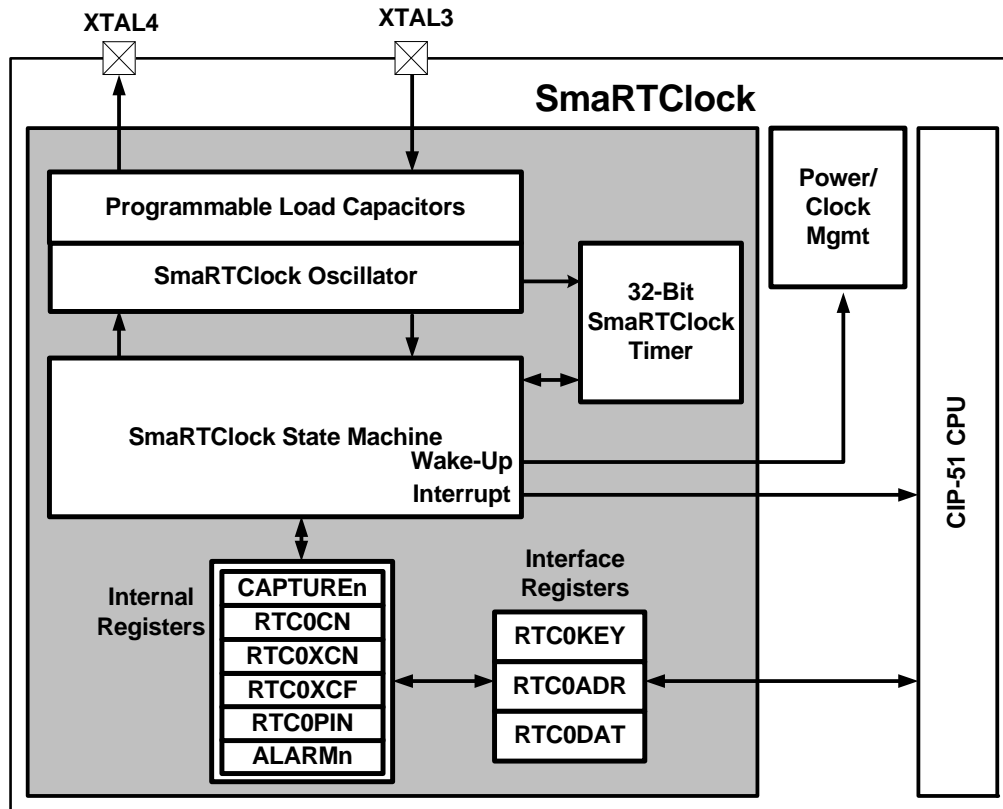 XTAL4
XTAL3
SmaRTClock
Programmable Load Capacitors
SmaRTClock Oscillator
32-Bit
SmaRTClock
Timer
Power/
Clock
Mgmt
SmaRTClock State Machine
Wake-Up
Interrupt
CIP-51 CPU
Internal
Registers
CAPTUREn
RTC0CN
RTC0XCN
RTC0XCF
RTC0PIN
ALARMn
Interface
Registers
RTC0KEY
RTC0ADR
RTC0DAT